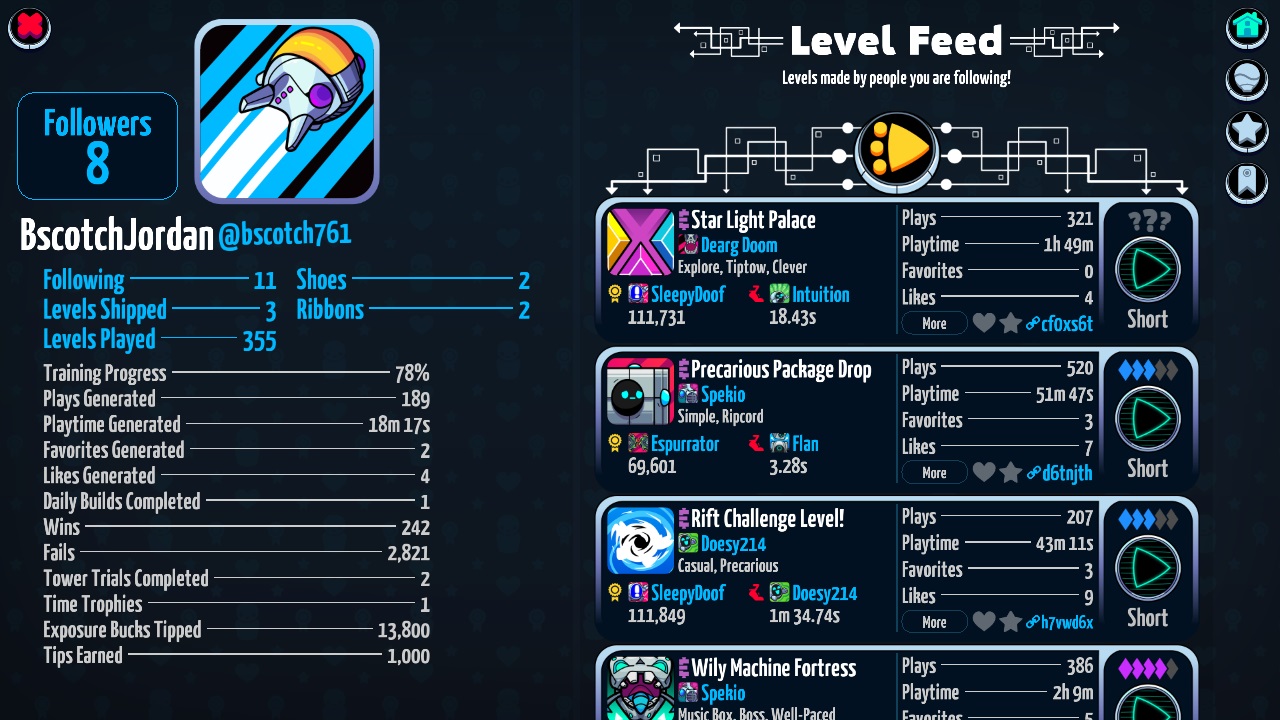 Followers
8
BscotchJordan @bscotch761
Following 11 Shoes 2
Levels Shipped 3 Ribbons 2
Levels Played 355
Training Progress 78%
Plays Generated 189
Playtime Generated 18m 17s
Favorites Generated 2
Likes Generated 4
Daily Builds Completed 1
Wins 242
Fails 2,821
Tower Trials Completed 2
Time Trophies 1
Exposure Bucks Tipped 13,800
Tips Earned 1,000
Level Feed
Levels made by people you are following!
Star Light Palace
Dearg Doom
Explore, Tiptow, Clever
SleepyDoof Intuition
111,731 18.43s
Plays 321
Playtime 1h 49m
Favorites 0
Likes 4
More cf0xs6t
???
Short
Precarious Package Drop
Spekio
Simple, Ripcord
Espurrator Flan
69,601 3.28s
Plays 520
Playtime 51m 47s
Favorites 3
Likes 7
More d6tnjth
Short
Rift Challenge Level!
Doesy214
Casual, Precarious
SleepyDoof Doesy214
111,849 1m 34.74s
Plays 207
Playtime 43m 11s
Favorites 3
Likes 9
More h7vwd6x
Short
Wily Machine Fortress
Spekio
Music Box, Boss, Well-Paced
Plays 386
Playtime 2h 9m
Favorites 5